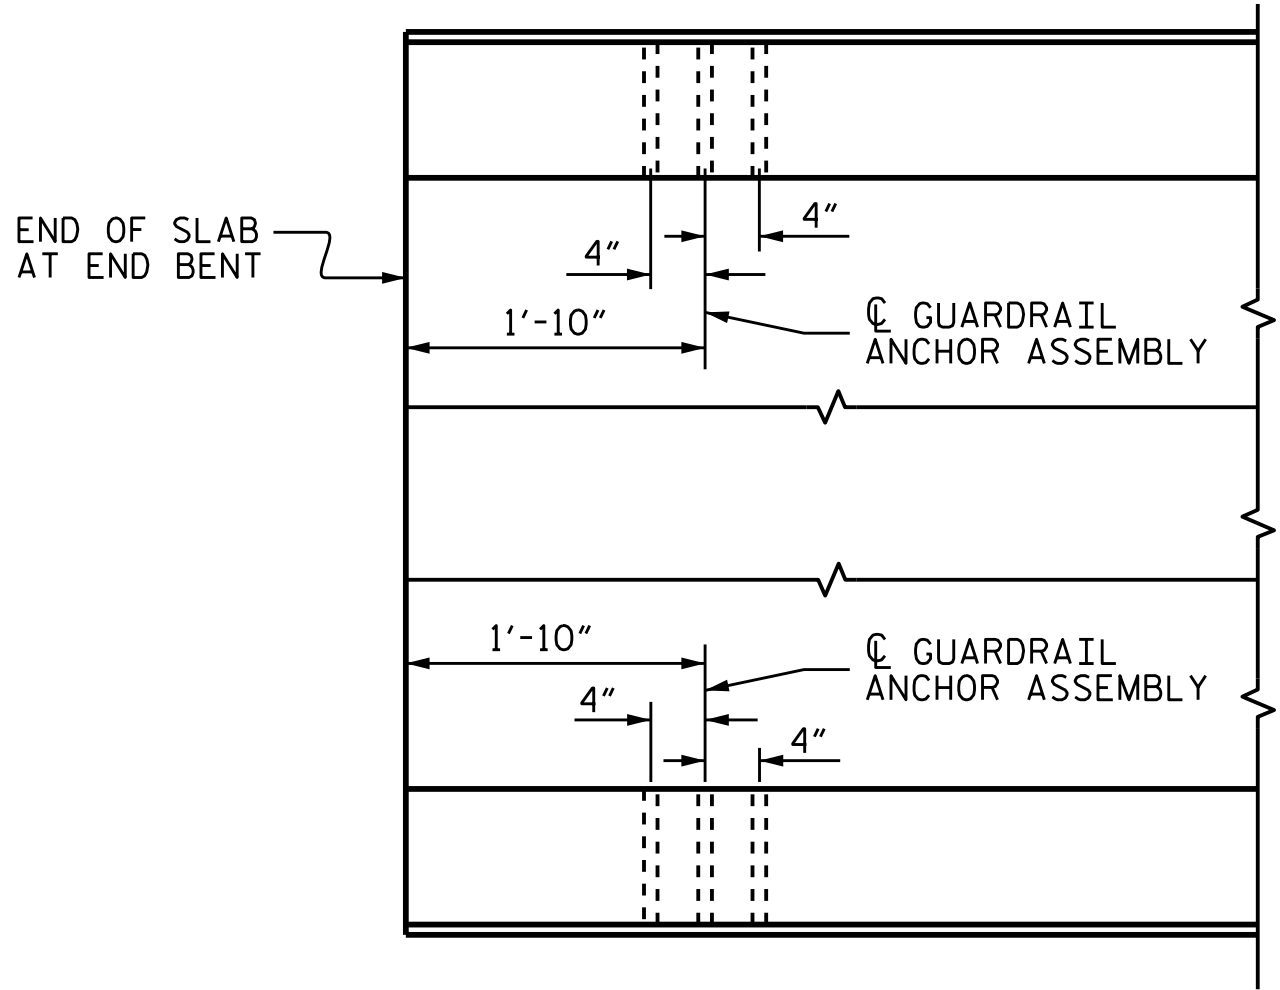 4"
END OF SLAB
AT END BENT
4"
1'-10"
℄ GUARDRAIL
ANCHOR ASSEMBLY
1'-10"
℄ GUARDRAIL
ANCHOR ASSEMBLY
4"
4"